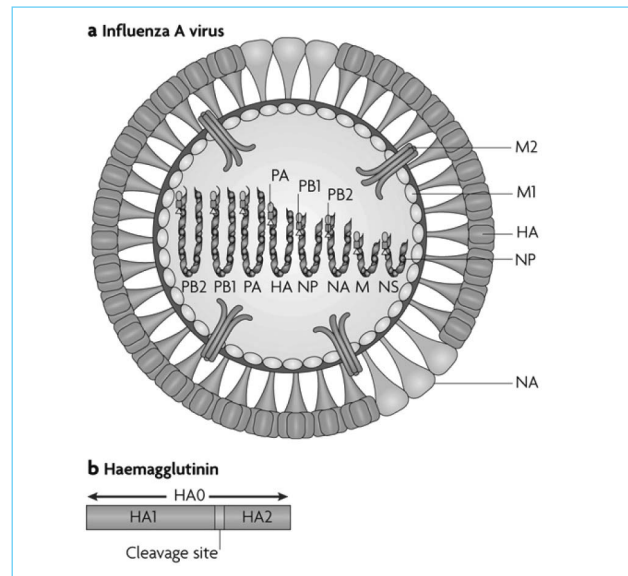 a Influenza A virus
M2
PA
M1
PB1
PB2
HA
NP
PB2 PB1 PA HA NP NA M NS
NA
b Haemagglutinin
HA0
HA1 HA2
Cleavage site